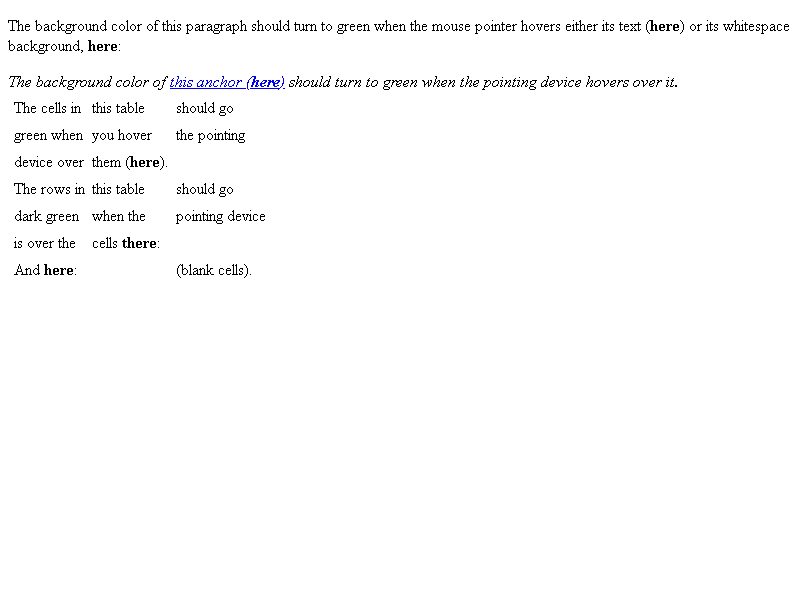 The background color of this paragraph should turn to green when the mouse pointer hovers either its text (here) or its whitespace
background, here:
The background color of this anchor (here) should turn to green when the pointing device hovers over it.
The cells in this table should go
green when you hover the pointing
device over them (here).
The rows in this table should go
dark green when the pointing device
is over the cells there:
And here: (blank cells).